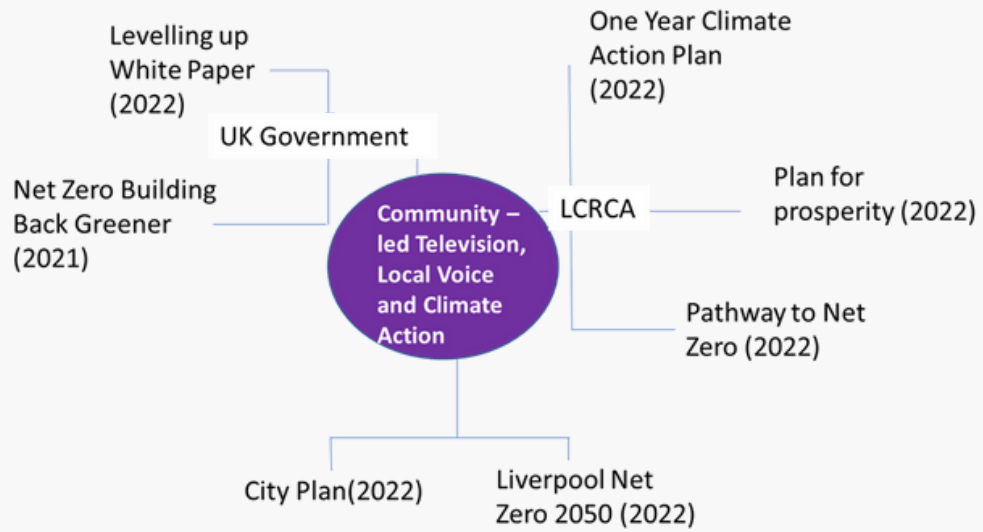 Levelling up
White Paper
(2022)
UK Government
Net Zero Building
Back Greener
(2021)
One Year Climate
Action Plan
(2022)
LCRCA
Plan for
prosperity (2022)
Pathway to Net
Zero (2022)
Community –
led Television,
Local Voice
and Climate
Action
City Plan(2022)
Liverpool Net
Zero 2050 (2022)